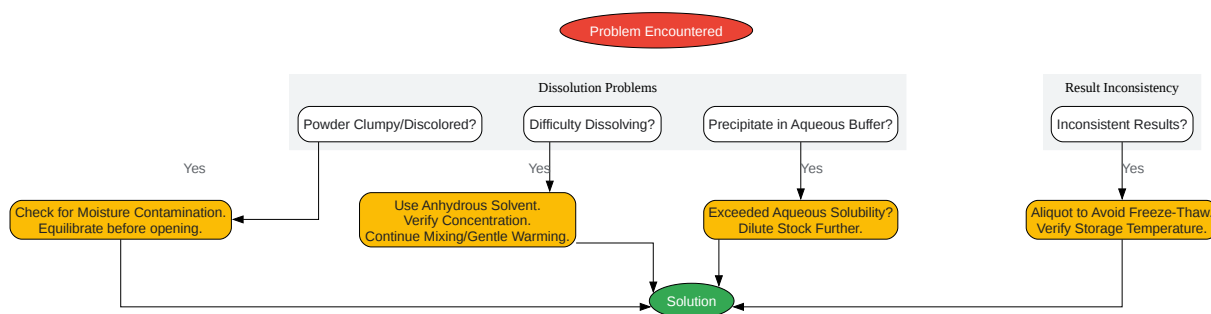 Problem Encountered
Dissolution Problems
Result Inconsistency
Powder Clumpy/Discolored?
Difficulty Dissolving?
Precipitate in Aqueous Buffer?
Inconsistent Results?
Yes
Yes
Yes
Yes
Check for Moisture Contamination.
Equilibrate before opening.
Use Anhydrous Solvent.
Verify Concentration.
Continue Mixing/Gentle Warming.
Exceeded Aqueous Solubility?
Dilute Stock Further.
Aliquot to Avoid Freeze-Thaw.
Verify Storage Temperature.
Solution